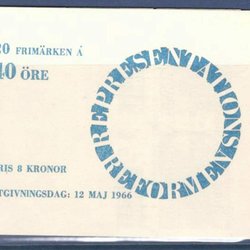 20 FRIMÄRKEN Á
40 ÖRE
REPRESENTATIONS
REFORMEN
RIS 8 KRONOR
TGIVNINGSDAG: 12 MAJ 1966